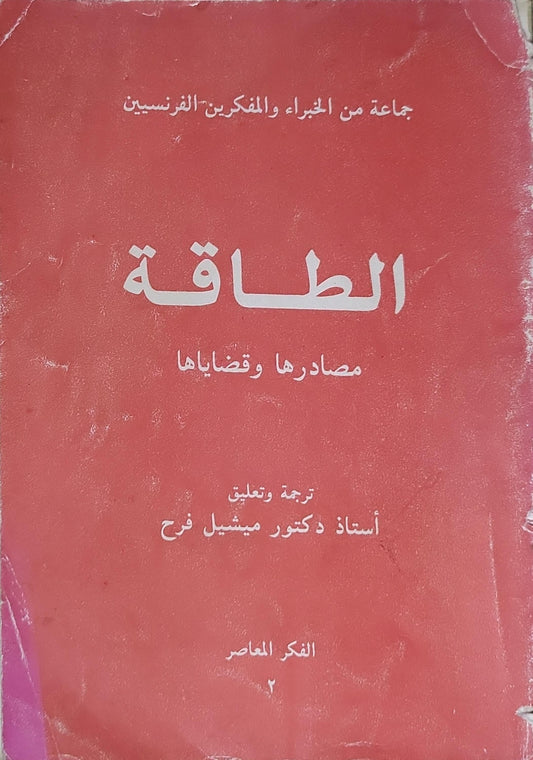 جماعة من الخبراء والمفكرين الفرنسيين
الطاقة
مصادرها وقضاياها
ترجمة وتعليق
أستاذ دكتور ميشيل فرح
الفكر المعاصر
٢